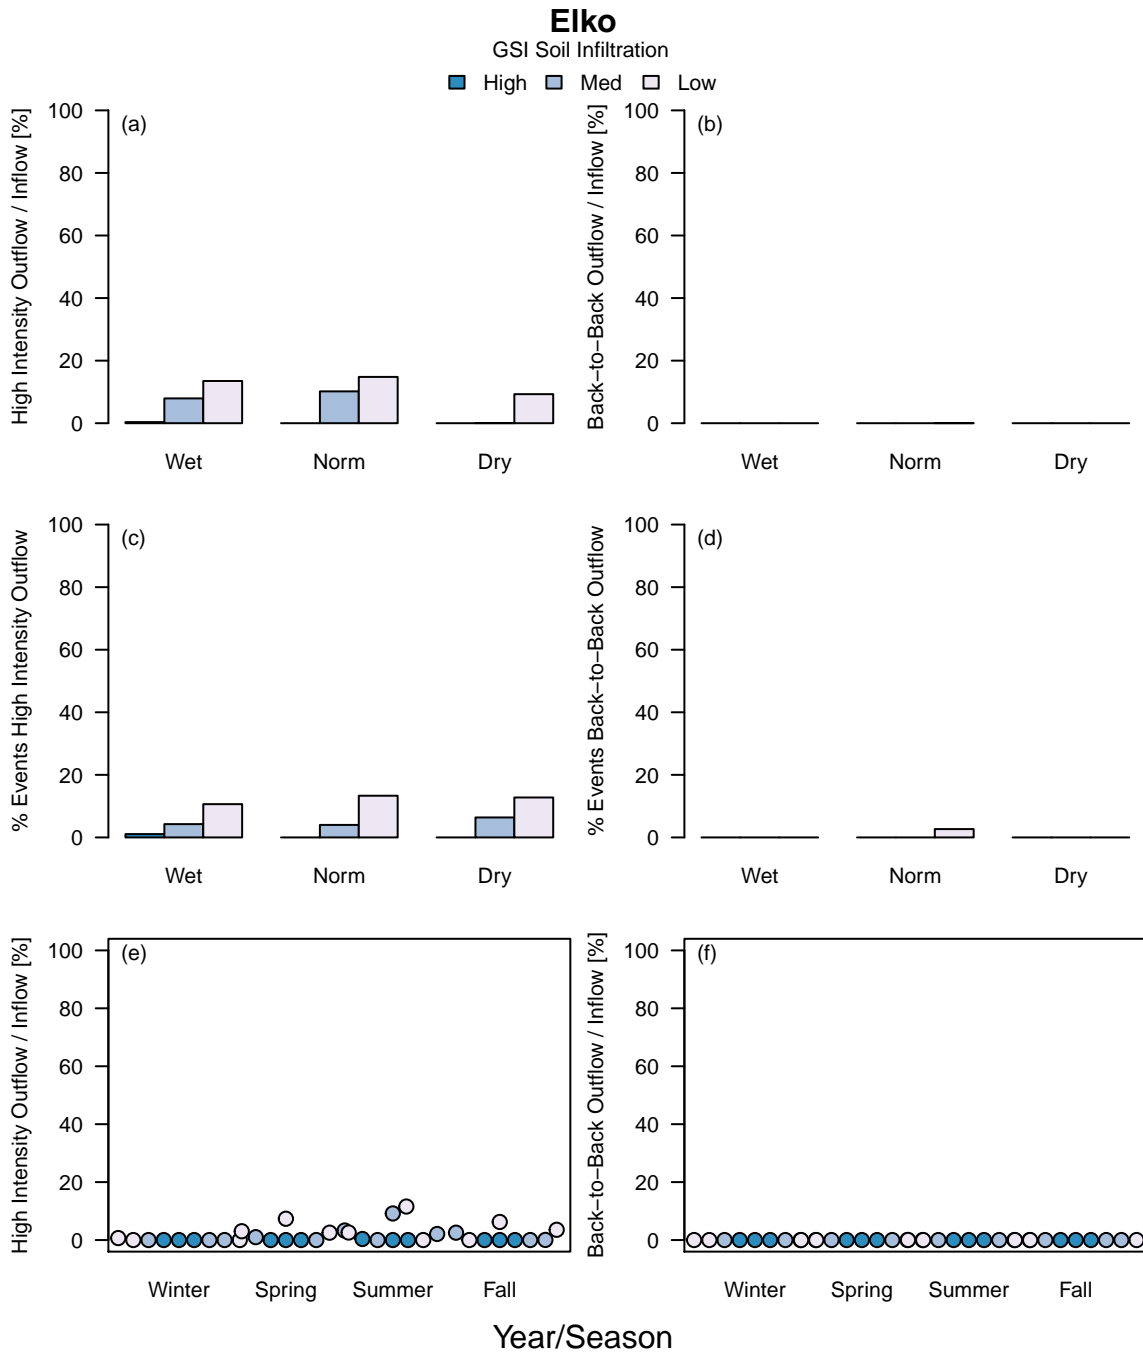 Elko
GSI Soil Infiltration
High Med Low
High Intensity Outflow / Inflow [%]
(a)
100
80
60
40
20
0
Wet Norm Dry
Back−to−Back Outflow / Inflow [%]
(b)
100
80
60
40
20
0
Wet Norm Dry
% Events High Intensity Outflow
(c)
100
80
60
40
20
0
Wet Norm Dry
% Events Back−to−Back Outflow
(d)
100
80
60
40
20
0
Wet Norm Dry
High Intensity Outflow / Inflow [%]
(e)
100
80
60
40
20
0
Winter Spring Summer Fall
Back−to−Back Outflow / Inflow [%]
(f)
100
80
60
40
20
0
Winter Spring Summer Fall
Year/Season